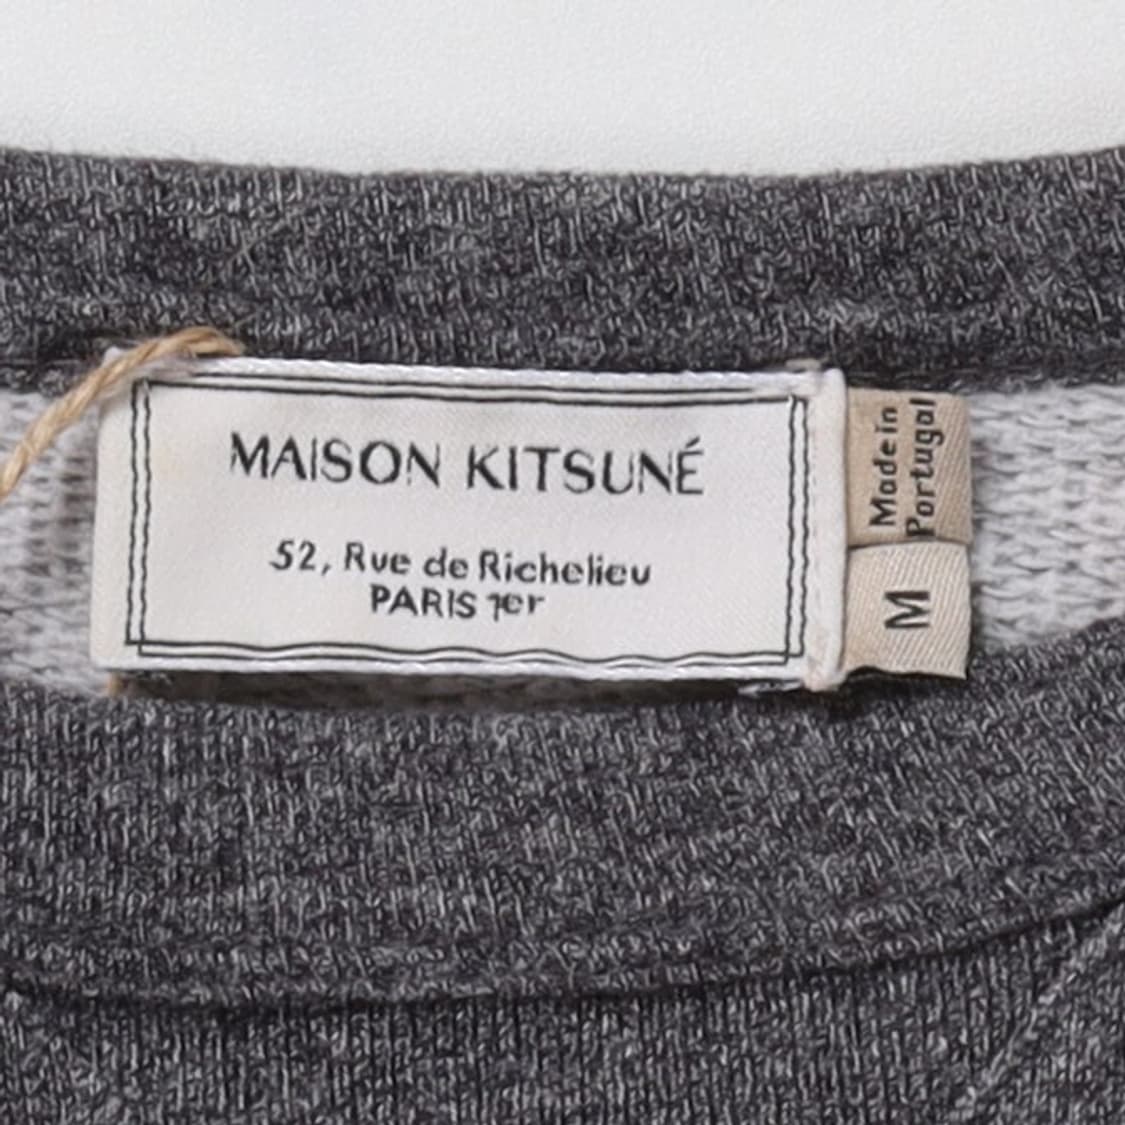 MAISON KITSUNÉ
52, Rue de Richelieu
PARIS 1er
Made in
Portugal
M